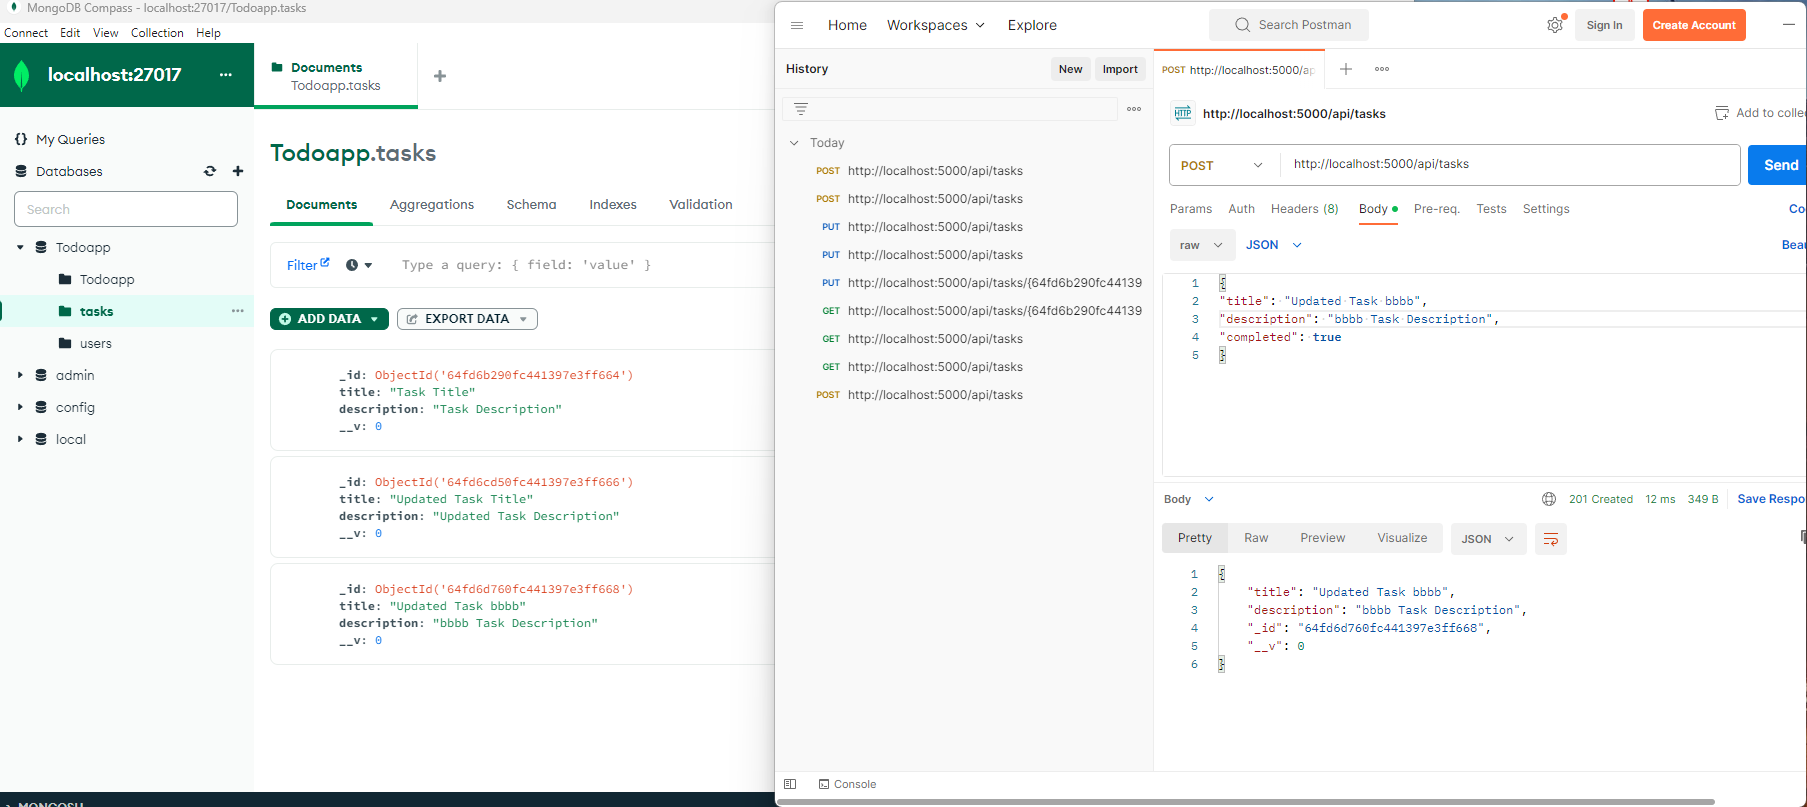 MongoDB Compass - localhost:27017/Todoapp.tasks
Connect Edit View Collection Help
localhost:27017 ...
Documents
Todoapp.tasks
My Queries
Databases
Search
Todoapp
Todoapp
tasks
users
admin
config
local
Todoapp.tasks
Documents Aggregations Schema Indexes Validation
Filter Type a query: { field: 'value' }
ADD DATA EXPORT DATA
_id: ObjectId('64fd6b290fc441397e3ff664')
title: "Task Title"
description: "Task Description"
__v: 0
_id: ObjectId('64fd6cd50fc441397e3ff666')
title: "Updated Task Title"
description: "Updated Task Description"
__v: 0
_id: ObjectId('64fd6d760fc441397e3ff668')
title: "Updated Task bbbb"
description: "bbbb Task Description"
__v: 0
MONGOSH
Home Workspaces Explore Search Postman Sign In Create Account
History New Import
Today
POST http://localhost:5000/api/tasks
POST http://localhost:5000/api/tasks
PUT http://localhost:5000/api/tasks
PUT http://localhost:5000/api/tasks
PUT http://localhost:5000/api/tasks/{64fd6b290fc44139
GET http://localhost:5000/api/tasks/{64fd6b290fc44139
GET http://localhost:5000/api/tasks
GET http://localhost:5000/api/tasks
POST http://localhost:5000/api/tasks
Console
POST http://localhost:5000/ap
HTTP http://localhost:5000/api/tasks Add to colle
POST http://localhost:5000/api/tasks Send
Params Auth Headers (8) Body Pre-req. Tests Settings Co
raw JSON Beau
1 {
2 "title": "Updated Task bbbb",
3 "description": "bbbb Task Description",
4 "completed": true
5 }
Body 201 Created 12 ms 349 B Save Respo
Pretty Raw Preview Visualize JSON
1 {
2 "title": "Updated Task bbbb",
3 "description": "bbbb Task Description",
4 "_id": "64fd6d760fc441397e3ff668",
5 "__v": 0
6 }